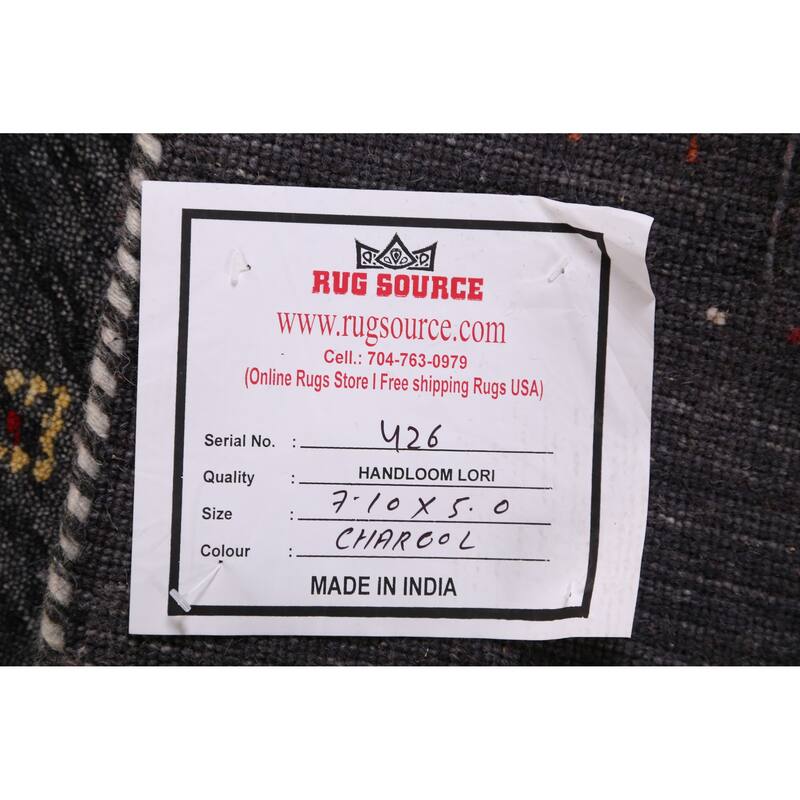 RUG SOURCE
www.rugsource.com
Cell.: 704-763-0979
(Online Rugs Store I Free shipping Rugs USA)
Serial No. : 426
Quality : HANDLOOM LORI
Size : 7.10 X 5.0
Colour : CHARCOL
MADE IN INDIA